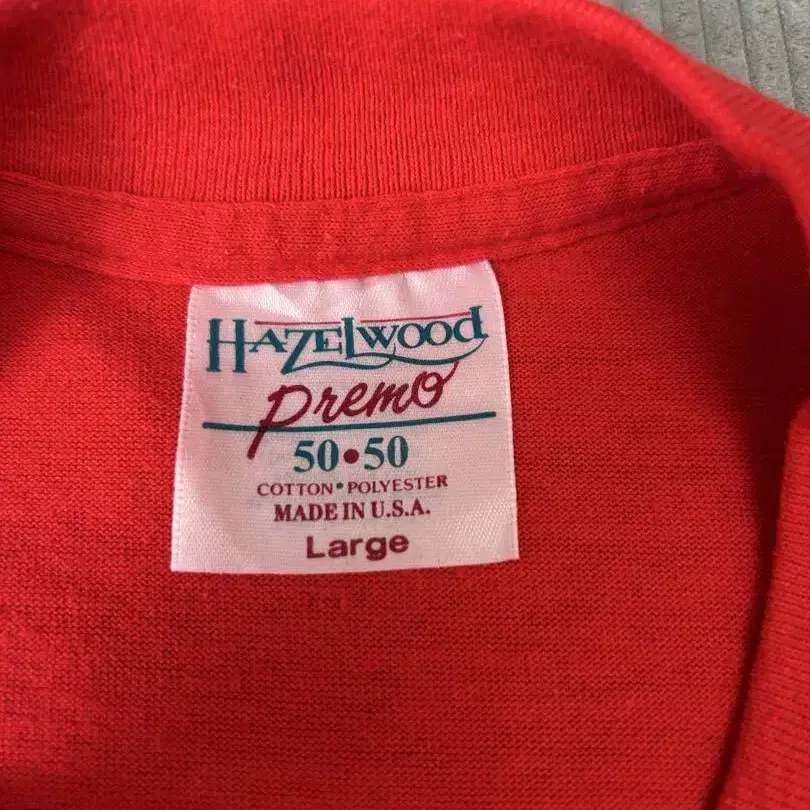 HAZElwood
Premo
50•50
COTTON•POLYESTER
MADE IN U.S.A.
Large